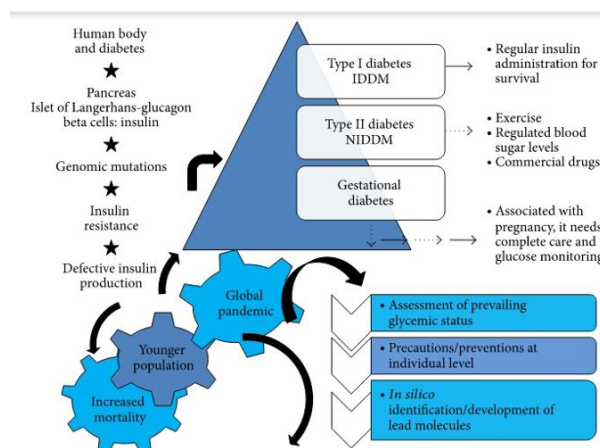 Human body
and diabetes
Pancreas
Islet of Langerhans-glucagon
beta cells: insulin
Genomic mutations
Insulin
resistance
Defective insulin
production
Type I diabetes
IDDM
Type II diabetes
NIDDM
Gestational
diabetes
• Regular insulin
administration for
survival
• Exercise
• Regulated blood
sugar levels
• Commercial drugs
• Associated with
pregnancy, it needs
complete care and
glucose monitoring
Global
pandemic
Younger
population
Increased
mortality
• Assessment of prevailing
glycemic status
• Precautions/preventions at
individual level
• In silico
identification/development of
lead molecules